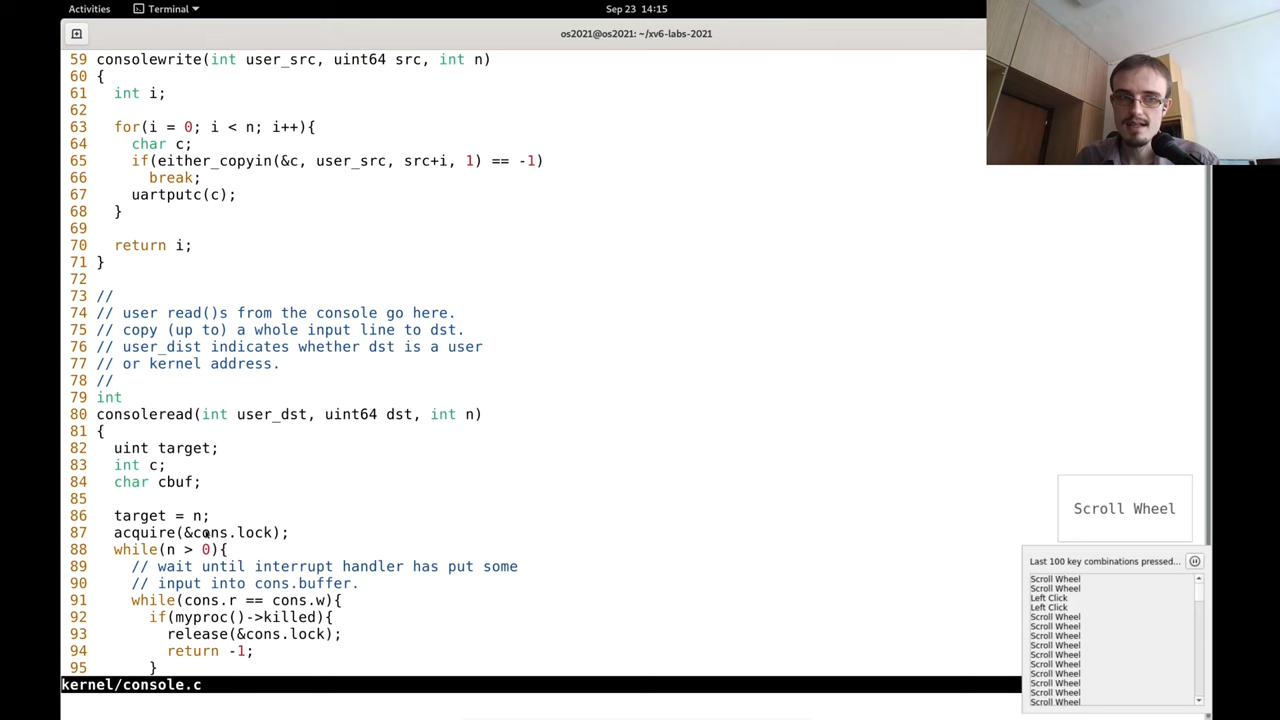 Activities Terminal Sep 23 14:15
os2021@os2021: ~/xv6-labs-2021
59 consolewrite(int user_src, uint64 src, int n)
60 {
61 int i;
62
63 for(i = 0; i < n; i++){
64 char c;
65 if(either_copyin(&c, user_src, src+i, 1) == -1)
66 break;
67 uartputc(c);
68 }
69
70 return i;
71 }
72
73 //
74 // user read()s from the console go here.
75 // copy (up to) a whole input line to dst.
76 // user_dist indicates whether dst is a user
77 // or kernel address.
78 //
79 int
80 consoleread(int user_dst, uint64 dst, int n)
81 {
82 uint target;
83 int c;
84 char cbuf;
85
86 target = n;
87 acquire(&cons.lock);
88 while(n > 0){
89 // wait until interrupt handler has put some
90 // input into cons.buffer.
91 while(cons.r == cons.w){
92 if(myproc()->killed){
93 release(&cons.lock);
94 return -1;
95 }
kernel/console.c
Scroll Wheel
Last 100 key combinations pressed...
Scroll Wheel
Scroll Wheel
Left Click
Left Click
Scroll Wheel
Scroll Wheel
Scroll Wheel
Scroll Wheel
Scroll Wheel
Scroll Wheel
Scroll Wheel
Scroll Wheel
Scroll Wheel
Scroll Wheel